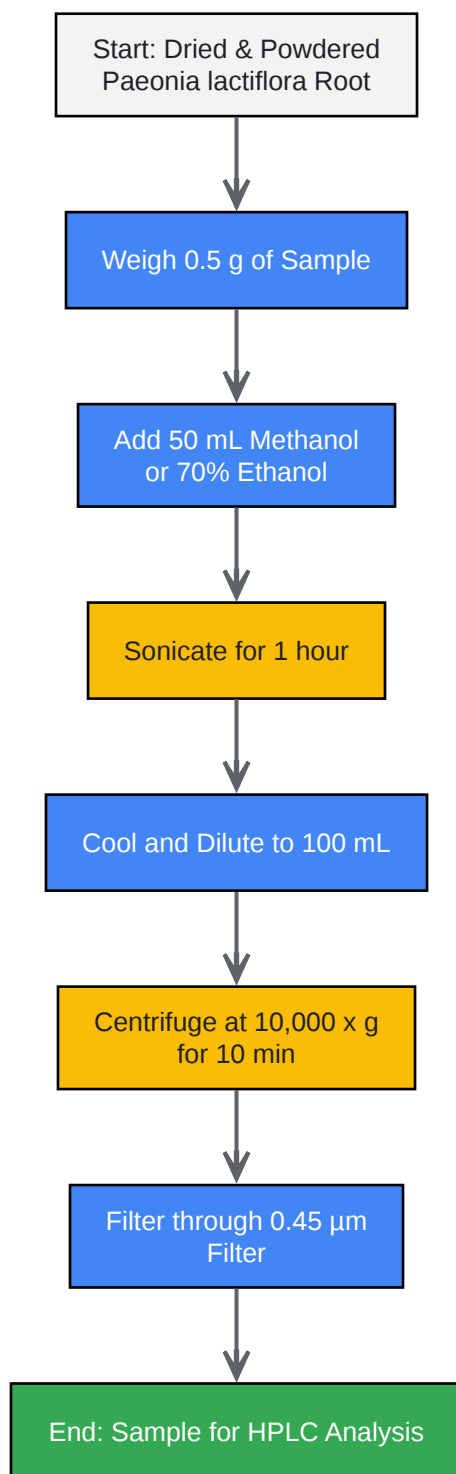 Start: Dried & Powdered
Paeonia lactiflora Root
Weigh 0.5 g of Sample
Add 50 mL Methanol
or 70% Ethanol
Sonicate for 1 hour
Cool and Dilute to 100 mL
Centrifuge at 10,000 x g
for 10 min
Filter through 0.45 µm
Filter
End: Sample for HPLC Analysis